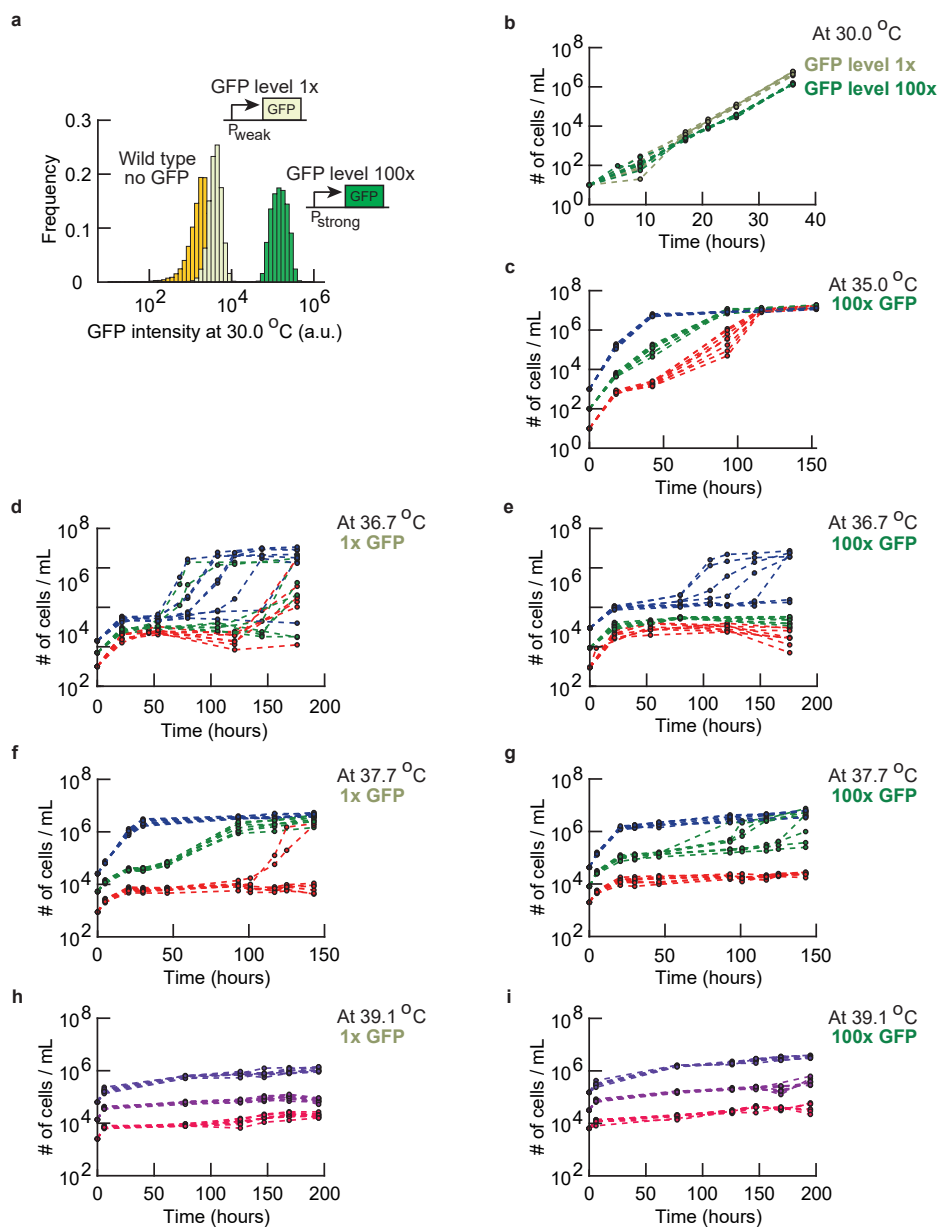 a
GFP level 1x
GFP
Pweak
Wild type
no GFP
GFP level 100x
GFP
Pstrong
Frequency
0.3
0.2
0.1
0
10^2 10^4 10^6
GFP intensity at 30.0 °C (a.u.)
b
At 30.0 °C
GFP level 1x
GFP level 100x
# of cells / mL
10^8
10^6
10^4
10^2
10^0
0 10 20 30 40
Time (hours)
c
At 35.0 °C
100x GFP
# of cells / mL
10^8
10^6
10^4
10^2
10^0
0 50 100 150
Time (hours)
d
At 36.7 °C
1x GFP
# of cells / mL
10^8
10^6
10^4
10^2
0 50 100 150 200
Time (hours)
e
At 36.7 °C
100x GFP
# of cells / mL
10^8
10^6
10^4
10^2
0 50 100 150 200
Time (hours)
f
At 37.7 °C
1x GFP
# of cells / mL
10^8
10^6
10^4
10^2
0 50 100 150
Time (hours)
g
At 37.7 °C
100x GFP
# of cells / mL
10^8
10^6
10^4
10^2
0 50 100 150
Time (hours)
h
At 39.1 °C
1x GFP
# of cells / mL
10^8
10^6
10^4
10^2
0 50 100 150 200
Time (hours)
i
At 39.1 °C
100x GFP
# of cells / mL
10^8
10^6
10^4
10^2
0 50 100 150 200
Time (hours)